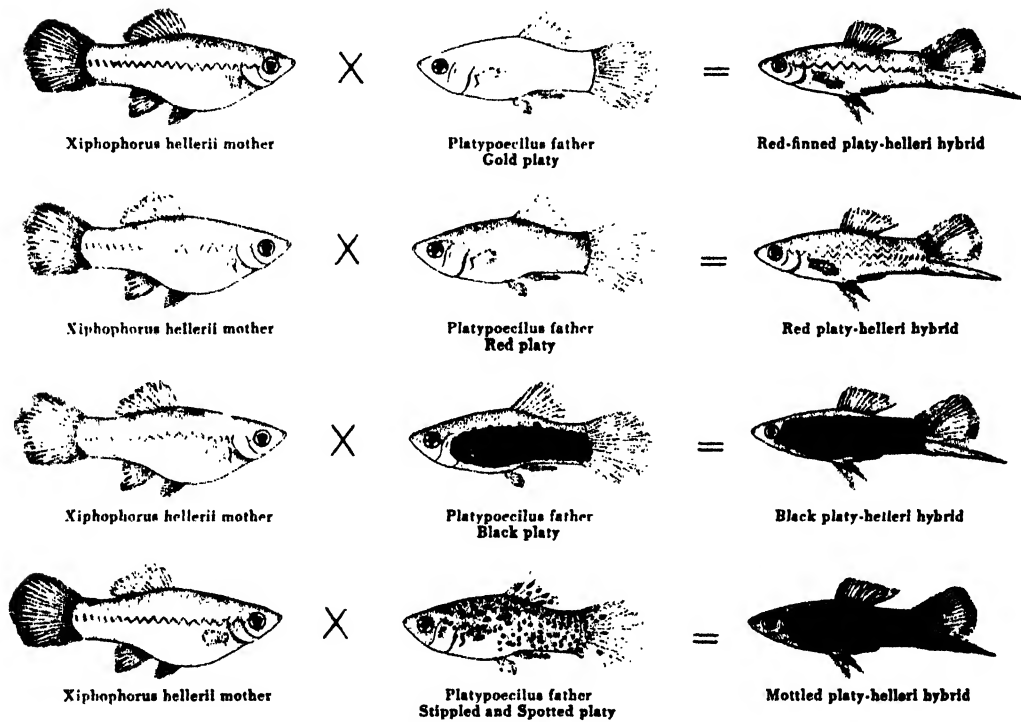 Xiphophorus hellerii mother
Platypoecilus father
Gold platy
Red-finned platy-helleri hybrid
Xiphophorus hellerii mother
Platypoecilus father
Red platy
Red platy-helleri hybrid
Xiphophorus hellerii mother
Platypoecilus father
Black platy
Black platy-helleri hybrid
Xiphophorus hellerii mother
Platypoecilus father
Stippled and Spotted platy
Mottled platy-helleri hybrid